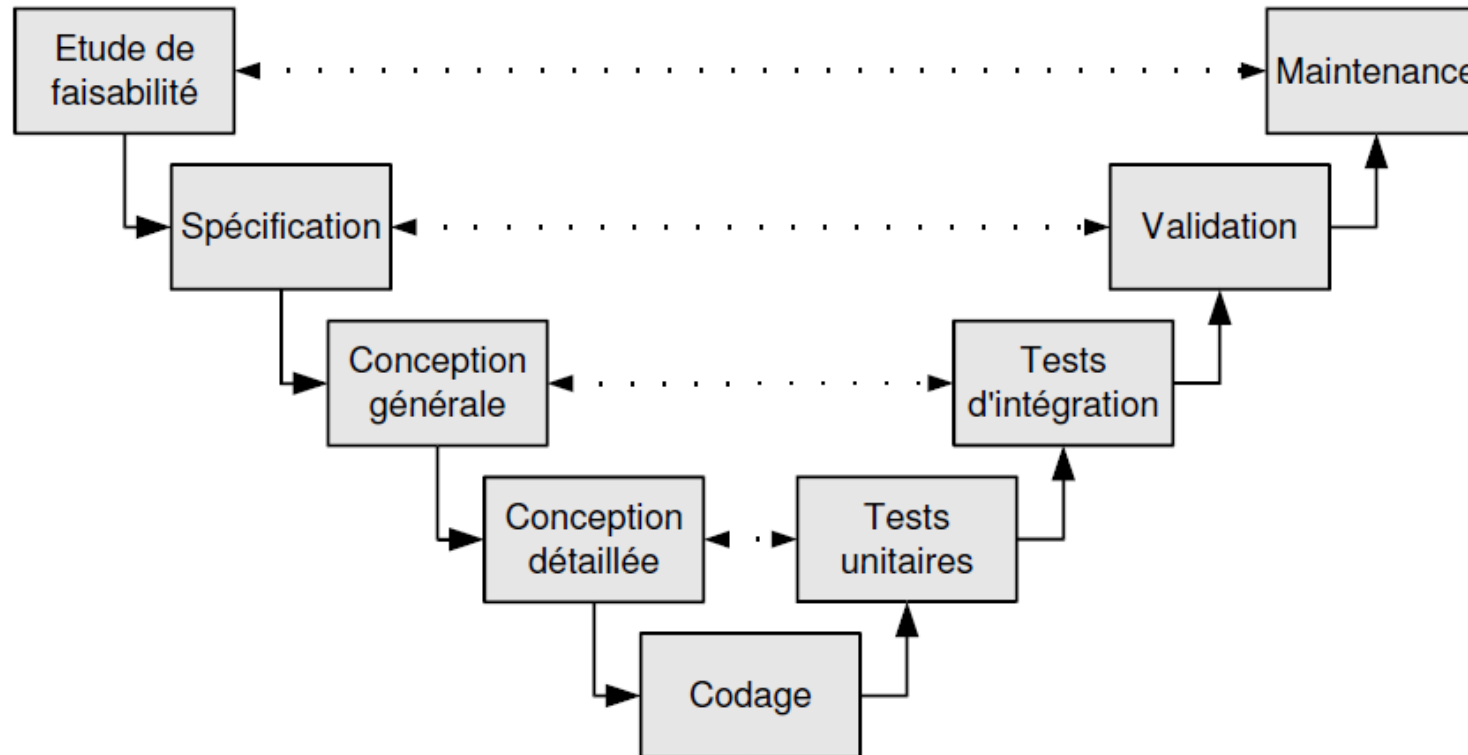 Etude de
faisabilité
Maintenance
Spécification
Validation
Conception
générale
Tests
d'intégration
Conception
détaillée
Tests
unitaires
Codage